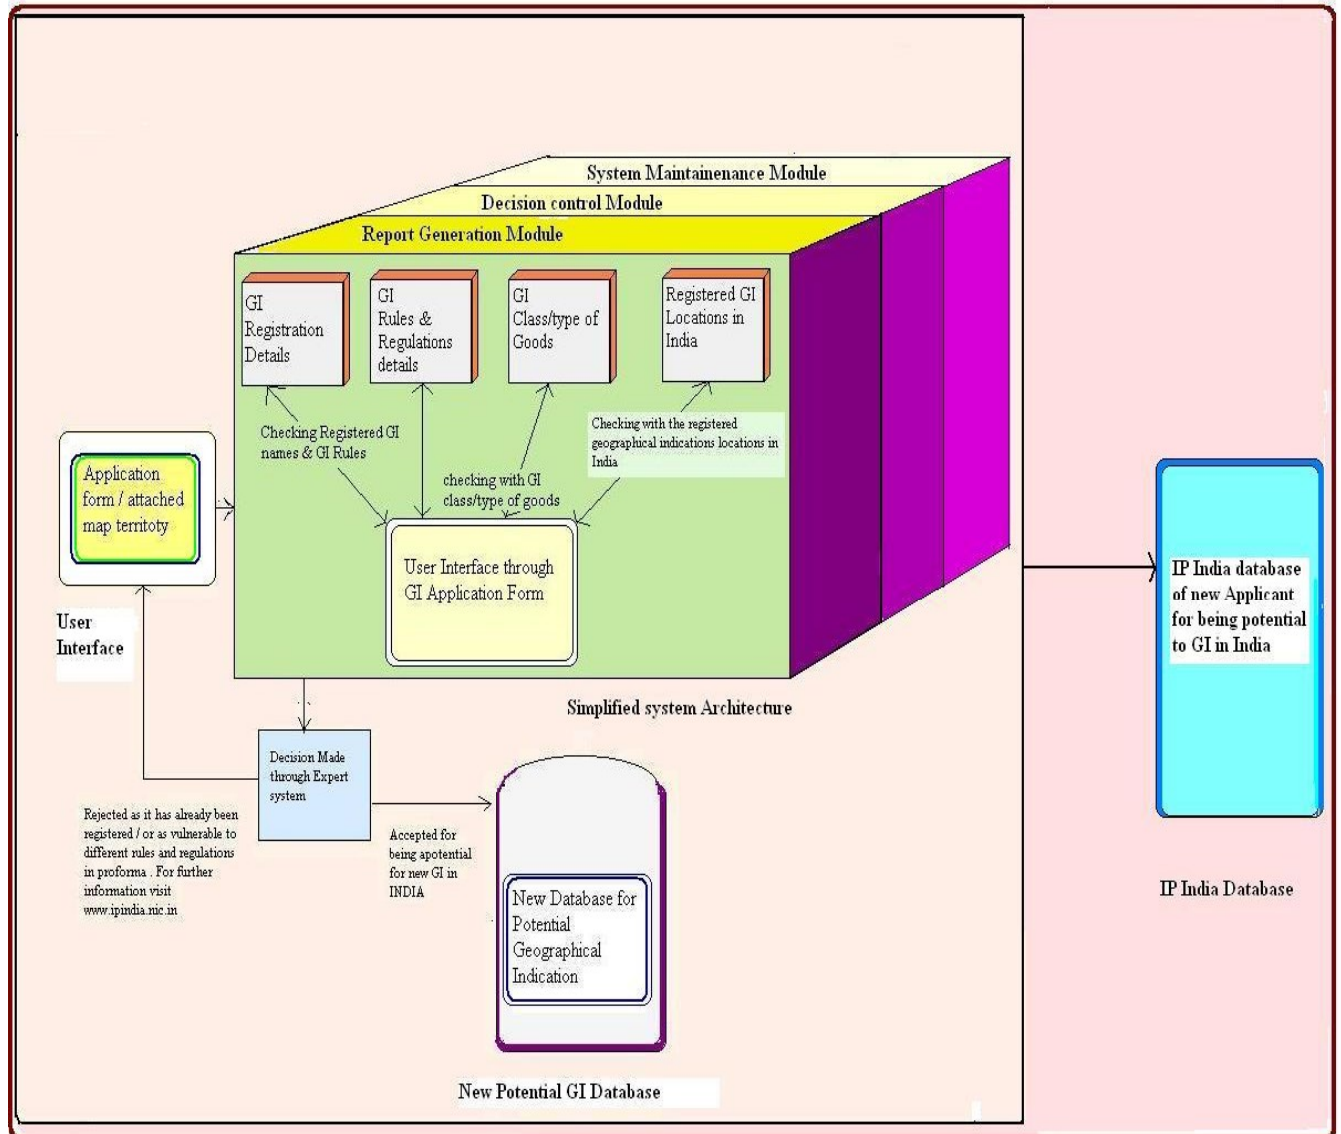 System Maintainenance Module
Decision control Module
Report Generation Module
GI
Registration
Details
GI
Rules &
Regulations
details
GI
Class/type of
Goods
Registered GI
Locations in
India
Checking Registered GI
names & GI Rules
checking with GI
class/type of goods
Checking with the registered
geographical indications locations in
India
Application
form / attached
map territoty
User
Interface
User Interface through
GI Application Form
Simplified system Architecture
Decision Made
through Expert
system
Rejected as it has already been
registered / or as vulnerable to
different rules and regulations
in proforma . For further
information visit
www.ipindia.nic.in
Accepted for
being apotential
for new GI in
INDIA
New Database for
Potential
Geographical
Indication
New Potential GI Database
IP India database
of new Applicant
for being potential
to GI in India
IP India Database